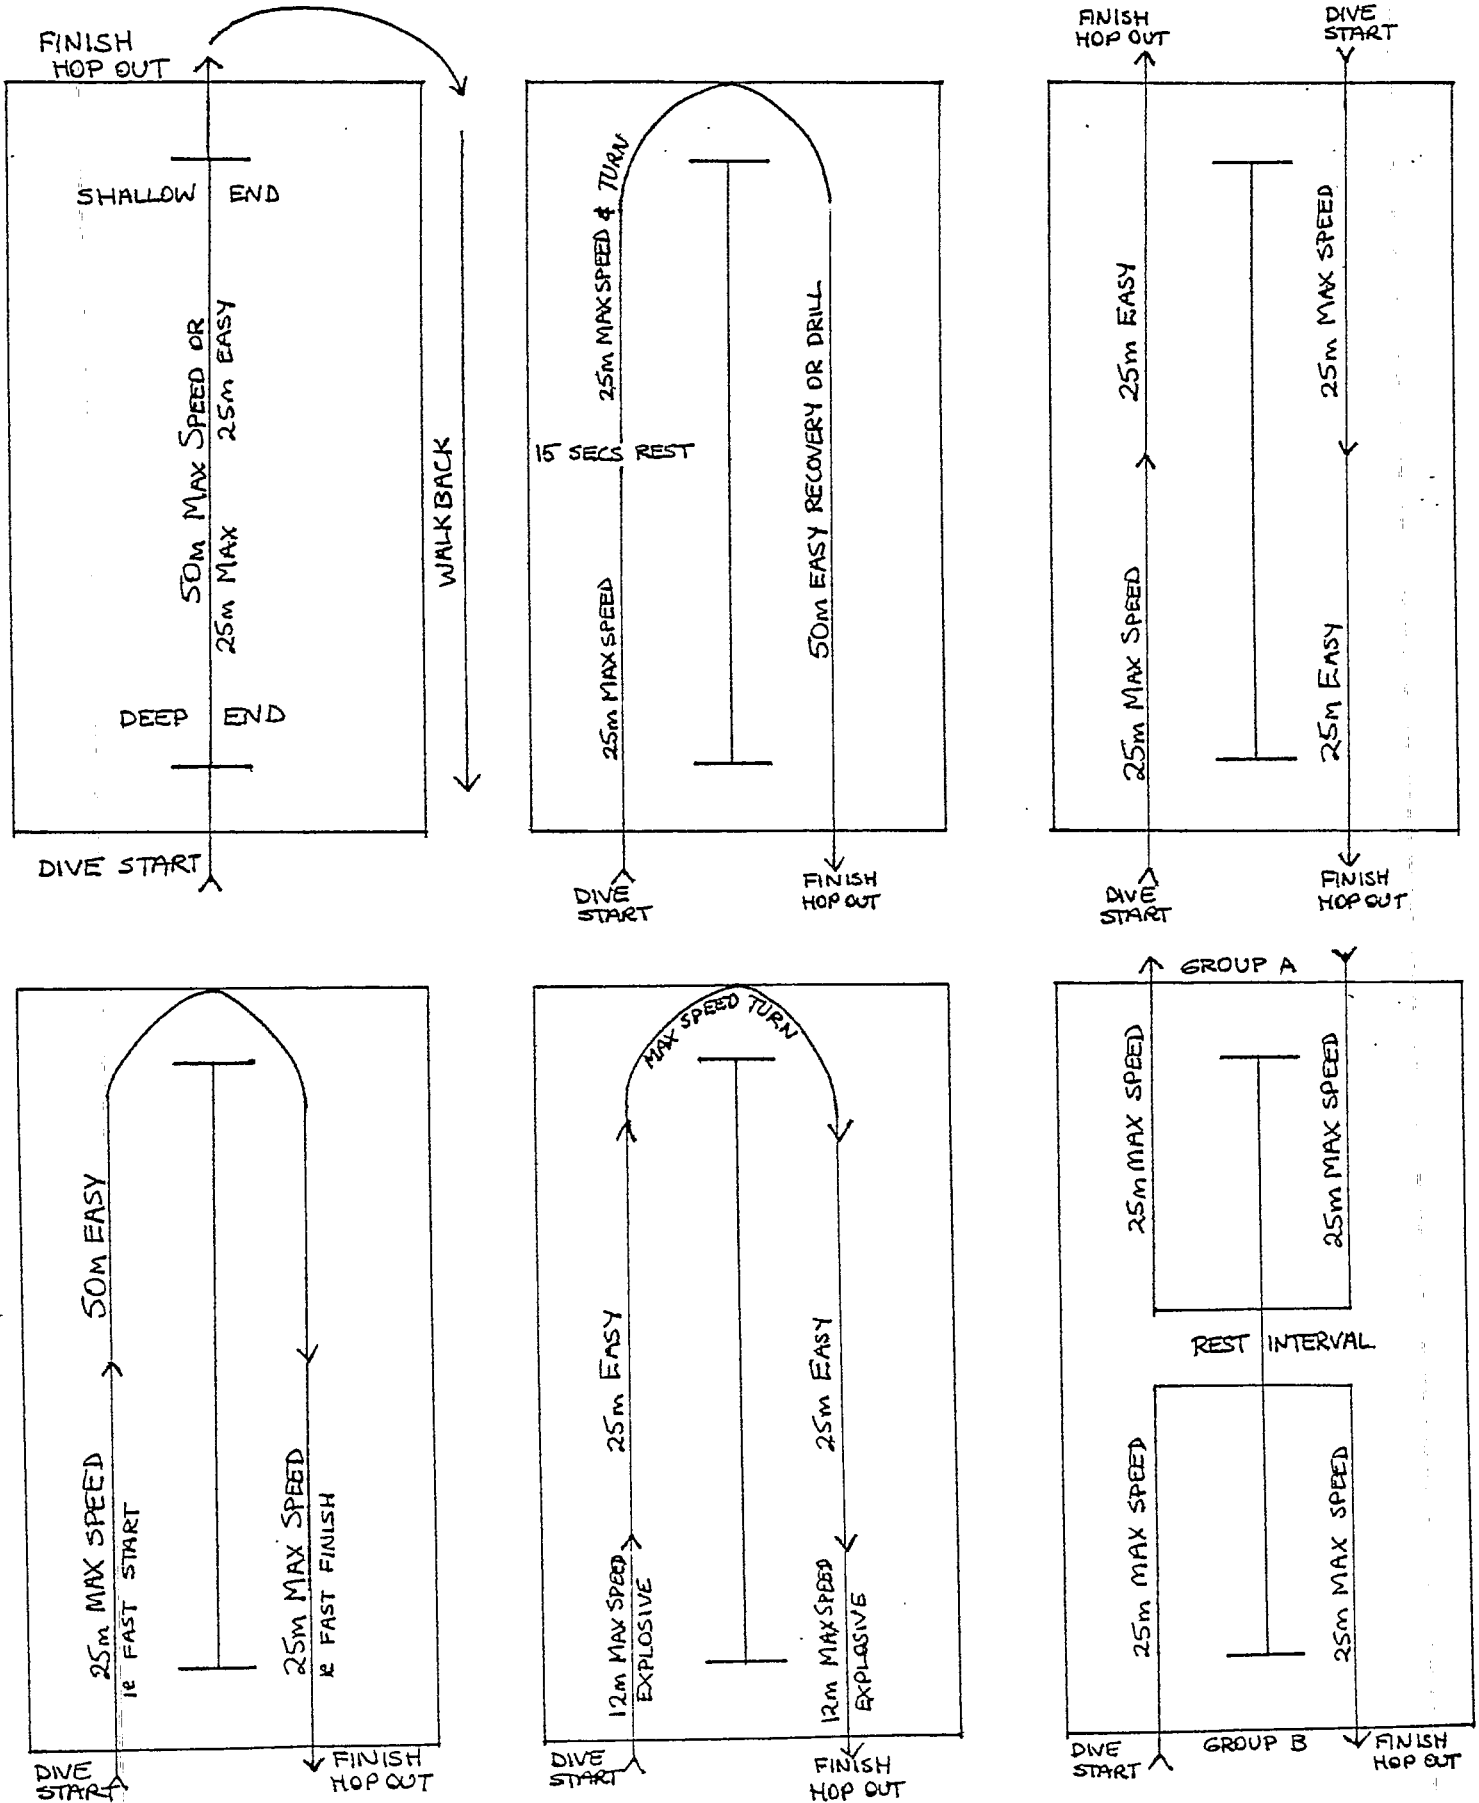 FINISH
HOP OUT
SHALLOW END
50m MAX SPEED OR
25m MAX 25m EASY
DEEP END
DIVE START
WALKBACK
25m MAX SPEED & TURN
15 SECS REST
25m MAX SPEED
50m EASY RECOVERY OR DRILL
DIVE
START
FINISH
HOP OUT
FINISH
HOP OUT
DIVE
START
25m EASY
25m MAX SPEED
25m MAX SPEED
25m EASY
DIVE
START
FINISH
HOP OUT
50m EASY
25m MAX SPEED
ie FAST START
25m MAX SPEED
ie FAST FINISH
DIVE
START
FINISH
HOP OUT
MAX SPEED TURN
25m EASY
25m EASY
12m MAX SPEED
EXPLOSIVE
12m MAX SPEED
EXPLOSIVE
DIVE
START
FINISH
HOP OUT
GROUP A
25m MAX SPEED
25m MAX SPEED
REST INTERVAL
25m MAX SPEED
25m MAX SPEED
DIVE
START
GROUP B
FINISH
HOP OUT